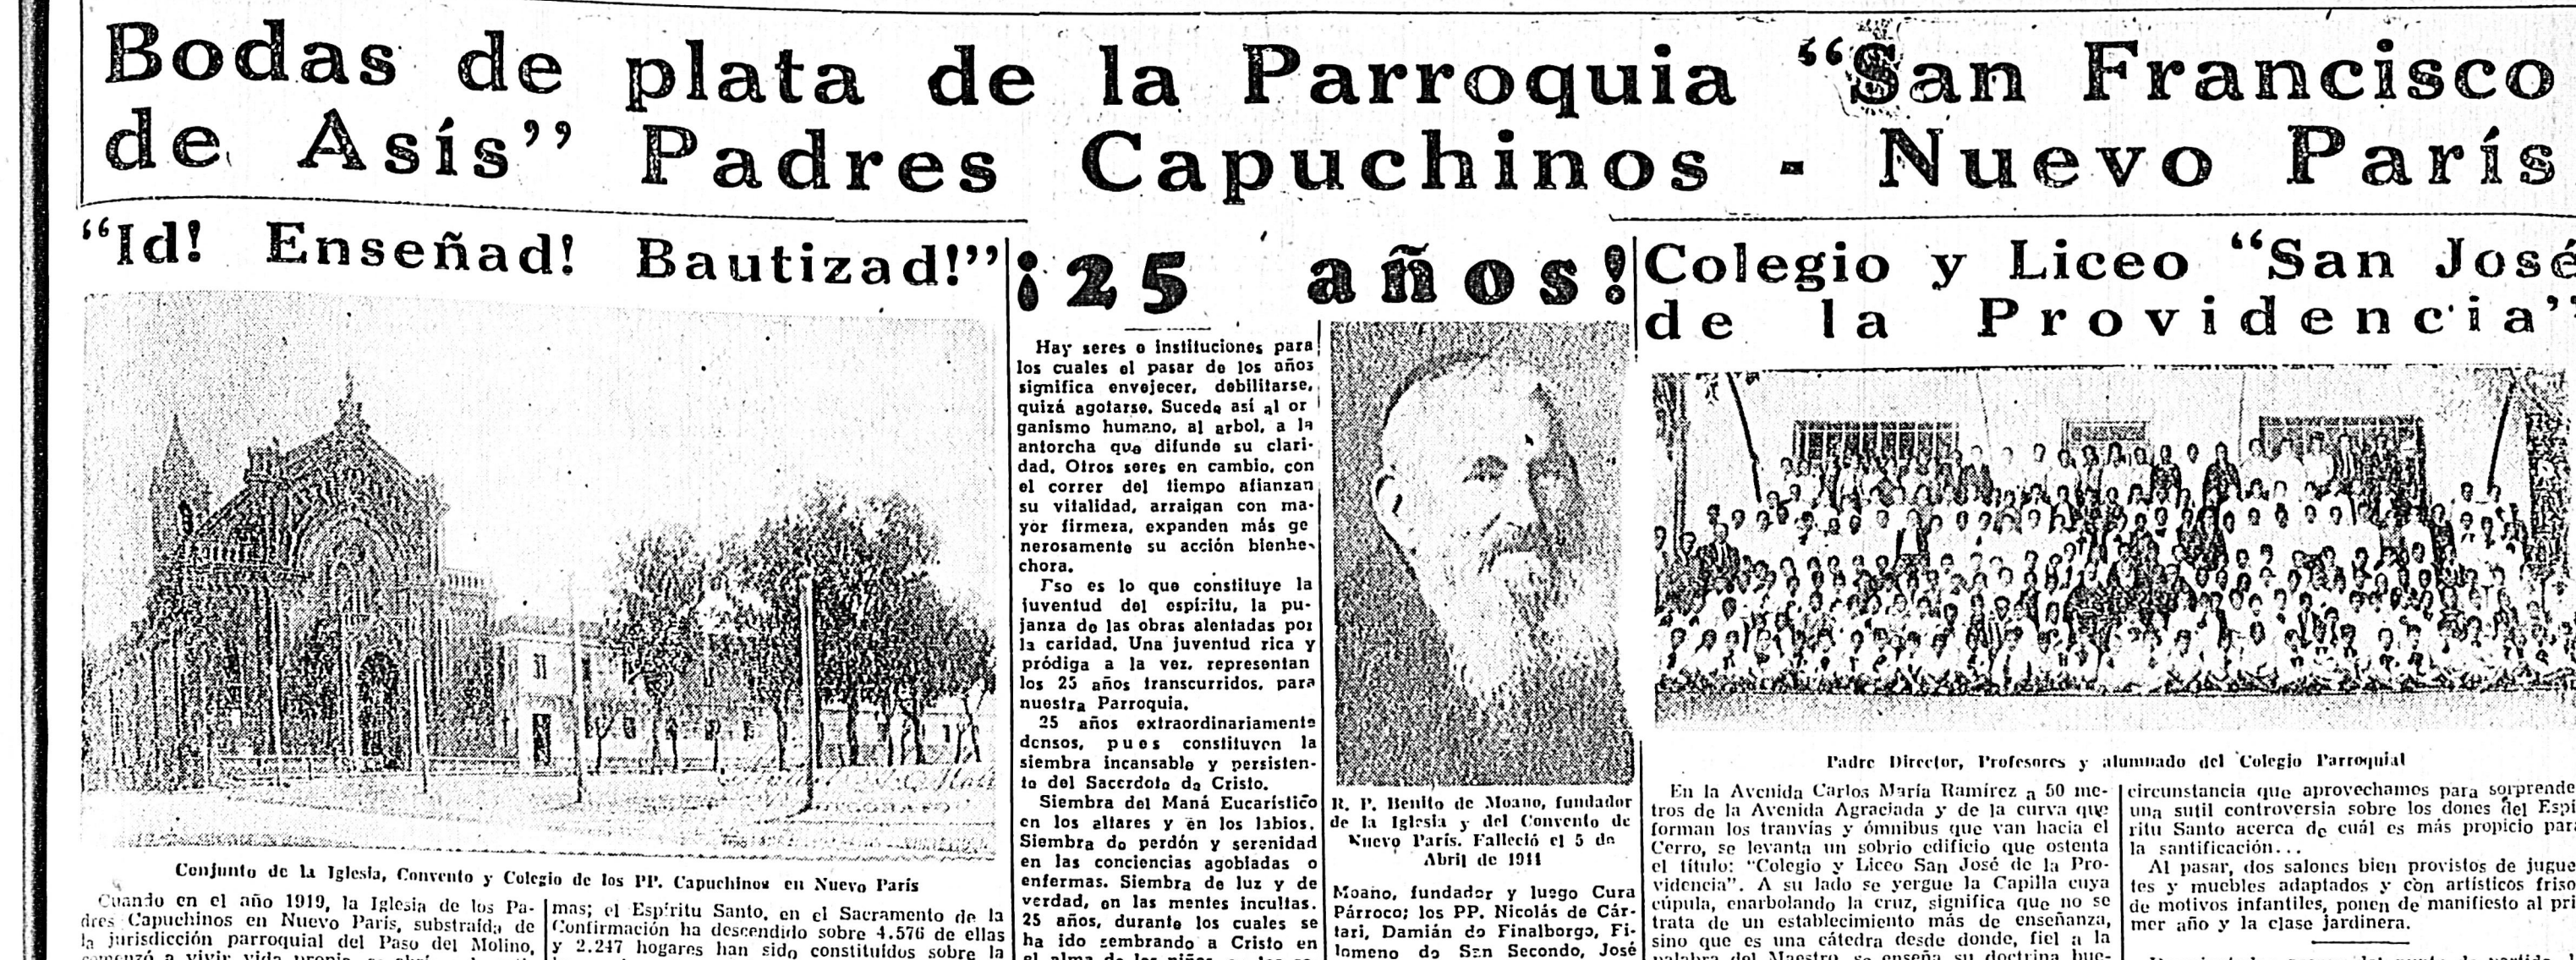 Bodas de plata de la Parroquia “San Francisco
de Asís” Padres Capuchinos - Nuevo París
“Id! Enseñad! Bautizad!”
Conjunto de la Iglesia, Convento y Colegio de los PP. Capuchinos en Nuevo París
Cuando en el año 1919, la Iglesia de los Pa-
dres Capuchinos en Nuevo París, substraída de
la jurisdicción parroquial del Paso del Molino,
comenzó a vivir vida propia
mas; el Espíritu Santo, en el Sacramento de la
Confirmación ha descendido sobre 4.576 de ellas
y 2.247 hogares han sido constituídos sobre la
¡25 años!
Hay seres o instituciones para
los cuales el pasar de los años
significa envejecer, debilitarse,
quizá agotarse. Sucede así al or
ganismo humano, al arbol, a la
antorcha que difunde su clari-
dad. Otros seres en cambio, con
el correr del tiempo afianzan
su vitalidad, arraigan con ma-
yor firmeza, expanden más ge
nerosamente su acción bienhe-
chora.
Eso es lo que constituye la
juventud del espíritu, la pu-
janza de las obras alentadas por
la caridad. Una juventud rica y
pródiga a la vez, representan
los 25 años transcurridos, para
nuestra Parroquia.
25 años extraordinariamente
densos, pues constituyen la
siembra incansable y persisten-
te del Sacerdote de Cristo.
Siembra del Maná Eucarístico
en los altares y en los labios.
Siembra de perdón y serenidad
en las conciencias agobladas o
enfermas. Siembra de luz y de
verdad, en las mentes incultas.
25 años, durante los cuales se
ha ido sembrando a Cristo en
el alma de los niños
R. P. Benito de Moano, fundador
de la Iglesia y del Convento de
Nuevo París. Falleció el 5 de
Abril de 1911
Moano, fundador y luego Cura
Párroco; los PP. Nicolás de Cár-
tari, Damián de Finalborgo, Fi-
lomeno de San Secondo, José
Colegio y Liceo “San José
de la Providencia”
Padre Director, Profesores y alumnado del Colegio Parroquial
En la Avenida Carlos María Ramírez a 50 me-
tros de la Avenida Agraciada y de la curva que
forman los tranvías y ómnibus que van hacia el
Cerro, se levanta un sobrio edificio que ostenta
el título: “Colegio y Liceo San José de la Pro-
videncia”. A su lado se yergue la Capilla cuya
cúpula, enarbolando la cruz, significa que no se
trata de un establecimiento más de enseñanza,
sino que es una cátedra desde donde, fiel a la
palabra del Maestro, se enseña su doctrina bue-
circunstancia que aprovechamos para sorprende
una sutil controversia sobre los dones del Espí
ritu Santo acerca de cuál es más propicio para
la santificación...
Al pasar, dos salones bien provistos de jugue
tes y muebles adaptados y con artísticos friso
de motivos infantiles, ponen de manifiesto al pri
mer año y la clase jardinera.